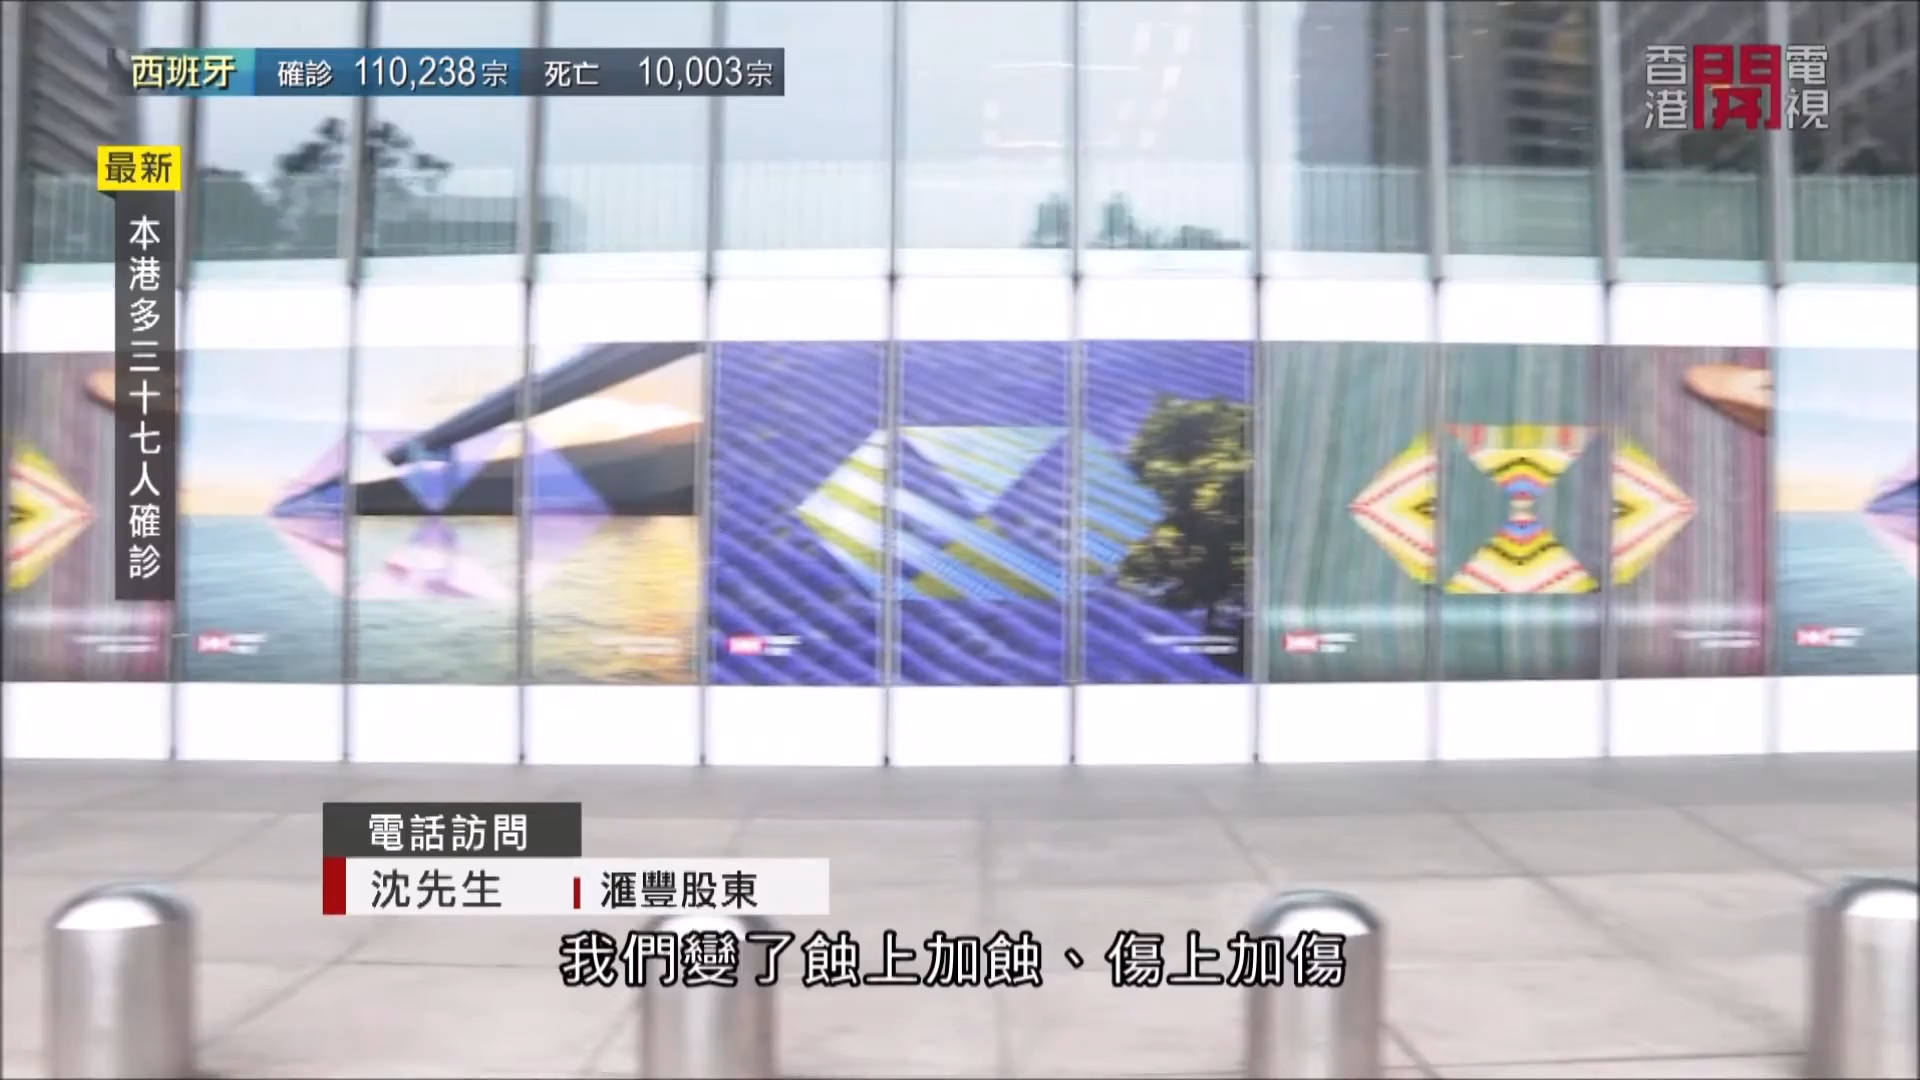 西班牙 確診 110,238宗 死亡 10,003宗
香港開電視
最新
本港多三十七人確診
電話訪問
沈先生 滙豐股東
我們變了蝕上加蝕、傷上加傷